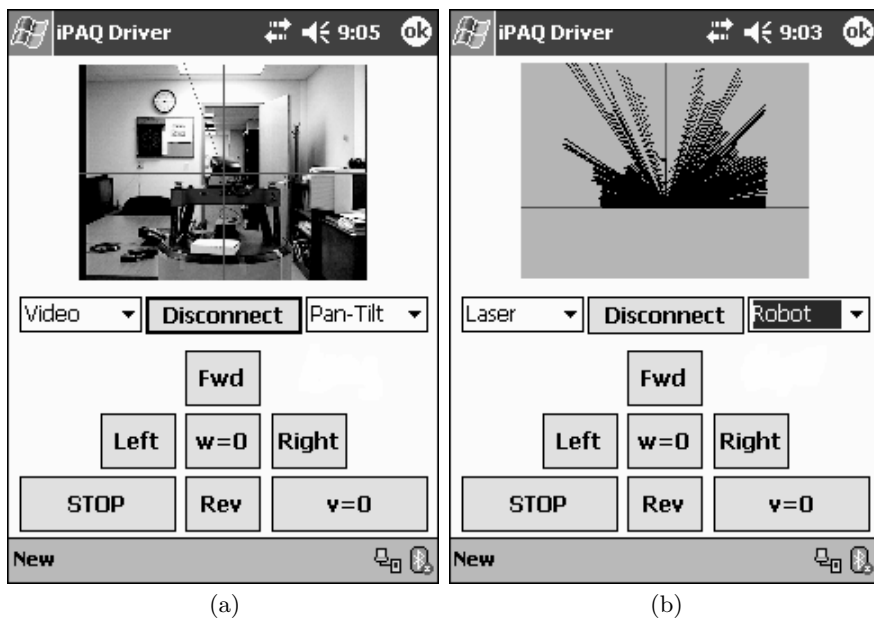 iPAQ Driver 9:05 ok
Video Disconnect Pan-Tilt
Fwd
Left w=0 Right
STOP Rev v=0
New
(a)
iPAQ Driver 9:03 ok
Laser Disconnect Robot
Fwd
Left w=0 Right
STOP Rev v=0
New
(b)